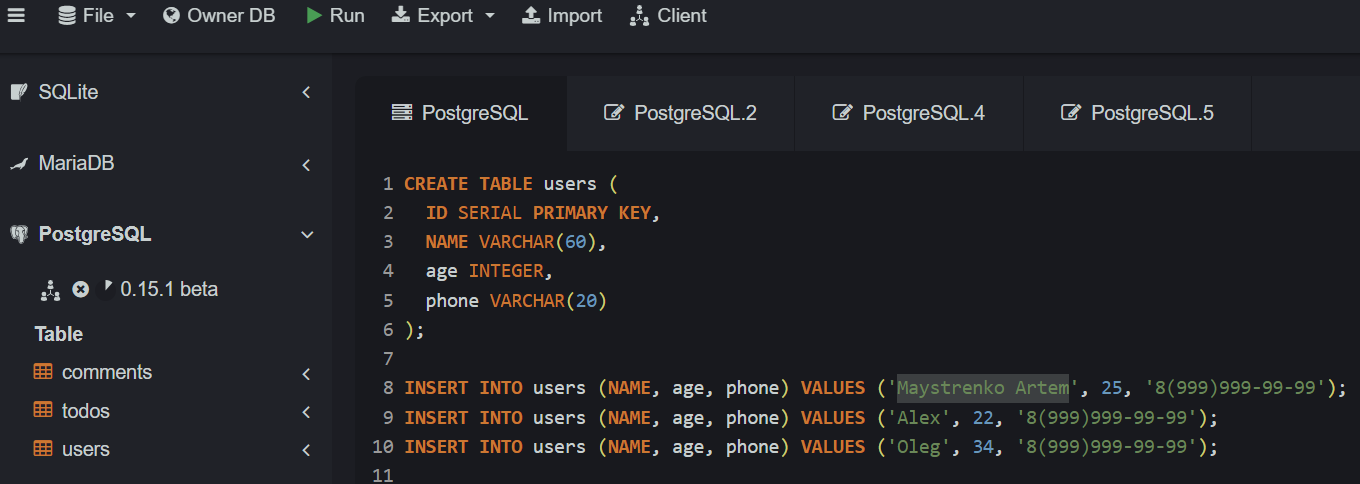 File Owner DB Run Export Import Client
SQLite
MariaDB
PostgreSQL
0.15.1 beta
Table
comments
todos
users
PostgreSQL PostgreSQL.2 PostgreSQL.4 PostgreSQL.5
1 CREATE TABLE users (
2 ID SERIAL PRIMARY KEY,
3 NAME VARCHAR(60),
4 age INTEGER,
5 phone VARCHAR(20)
6 );
7
8 INSERT INTO users (NAME, age, phone) VALUES ('Maystrenko Artem', 25, '8(999)999-99-99');
9 INSERT INTO users (NAME, age, phone) VALUES ('Alex', 22, '8(999)999-99-99');
10 INSERT INTO users (NAME, age, phone) VALUES ('Oleg', 34, '8(999)999-99-99');
11